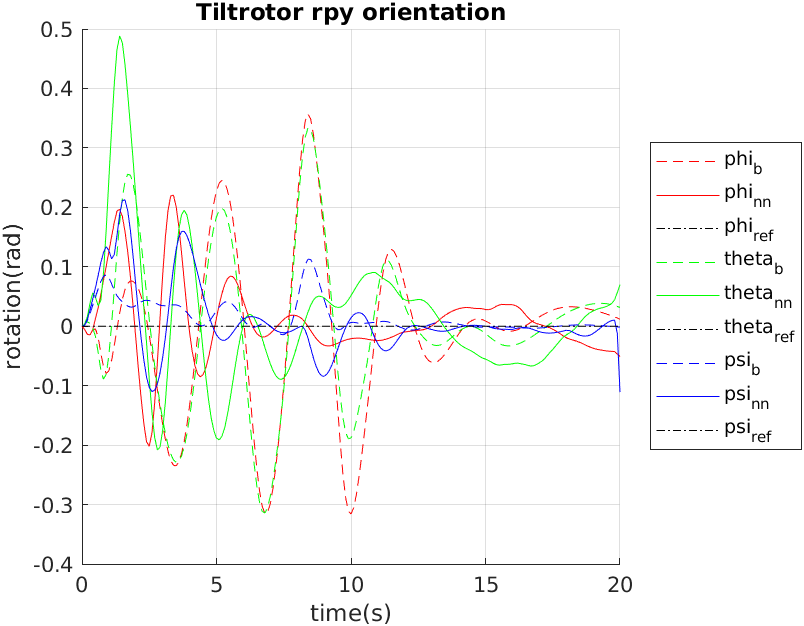 Tiltrotor rpy orientation
0.5
0.4
0.3
0.2
0.1
0
-0.1
-0.2
-0.3
-0.4
rotation(rad)
0 5 10 15 20
time(s)
phi_b
phi_nn
phi_ref
theta_b
theta_nn
theta_ref
psi_b
psi_nn
psi_ref